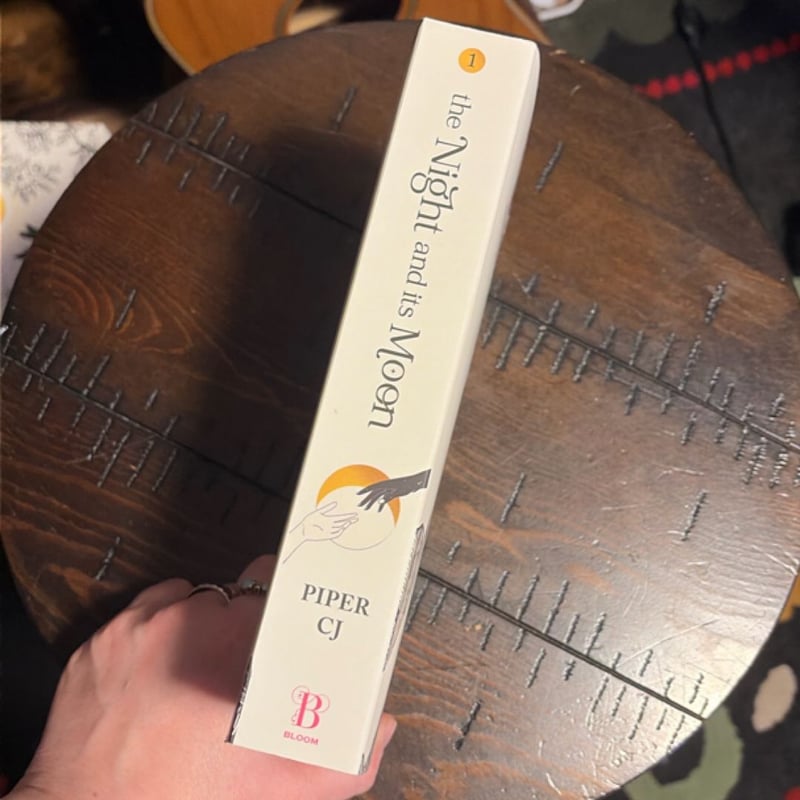 1
the Night and its Moon
PIPER
CJ
B
BLOOM